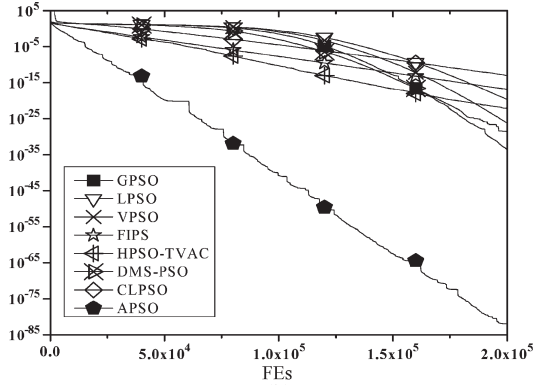 10^5
10^-5
10^-15
10^-25
10^-35
10^-45
10^-55
10^-65
10^-75
10^-85
GPSO
LPSO
VPSO
FIPS
HPSO-TVAC
DMS-PSO
CLPSO
APSO
0.0 5.0x10^4 1.0x10^5 1.5x10^5 2.0x10^5
FEs